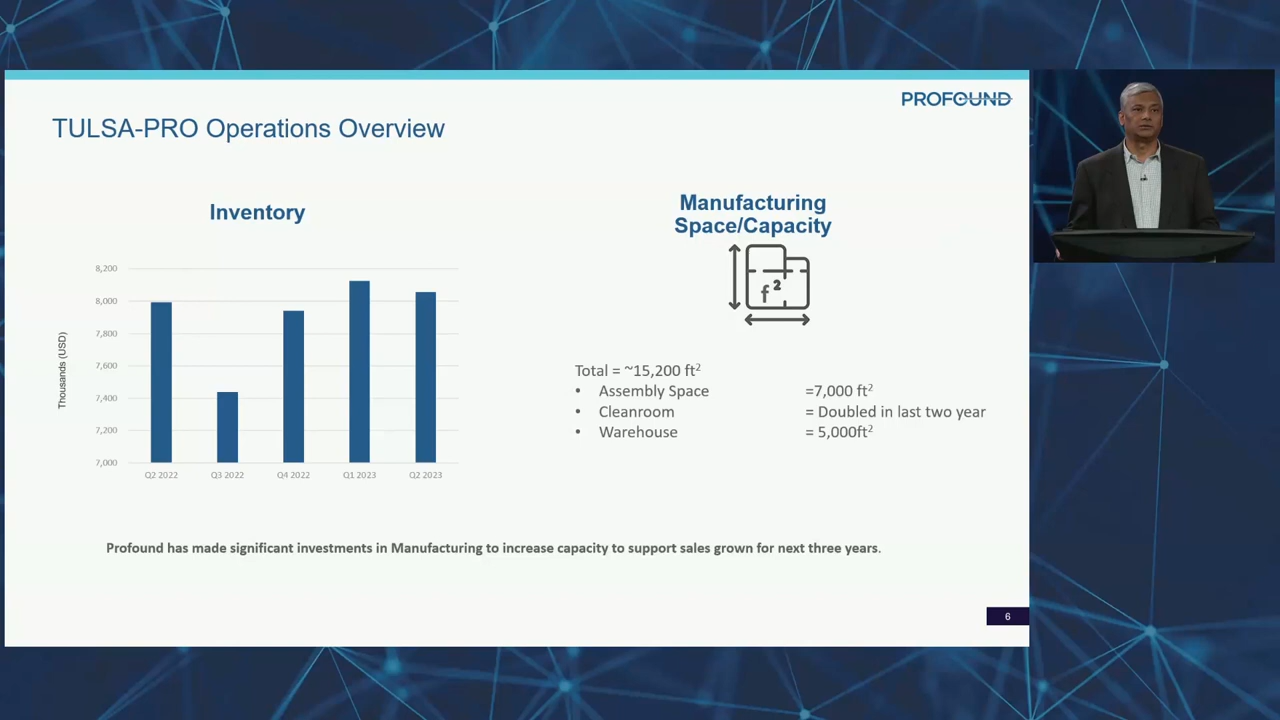 PROFOUND
TULSA-PRO Operations Overview
Inventory
8,200
8,000
7,800
7,600
7,400
7,200
7,000
Thousands (USD)
Q2 2022 Q3 2022 Q4 2022 Q1 2023 Q2 2023
Manufacturing
Space/Capacity
f²
Total = ~15,200 ft²
• Assembly Space =7,000 ft²
• Cleanroom = Doubled in last two year
• Warehouse = 5,000ft²
Profound has made significant investments in Manufacturing to increase capacity to support sales grown for next three years.
6